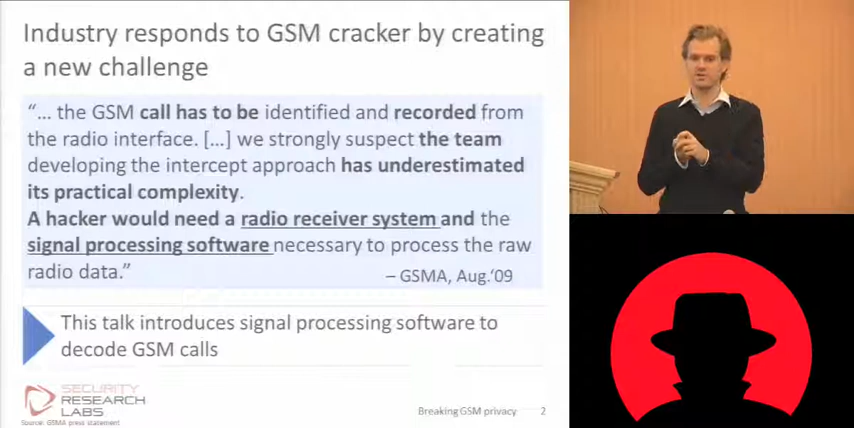 Industry responds to GSM cracker by creating
a new challenge
“… the GSM call has to be identified and recorded from
the radio interface. […] we strongly suspect the team
developing the intercept approach has underestimated
its practical complexity.
A hacker would need a radio receiver system and the
signal processing software necessary to process the raw
radio data.”
– GSMA, Aug.‘09
This talk introduces signal processing software to
decode GSM calls
SECURITY
RESEARCH
LABS
Source: GSMA press statement
Breaking GSM privacy 2